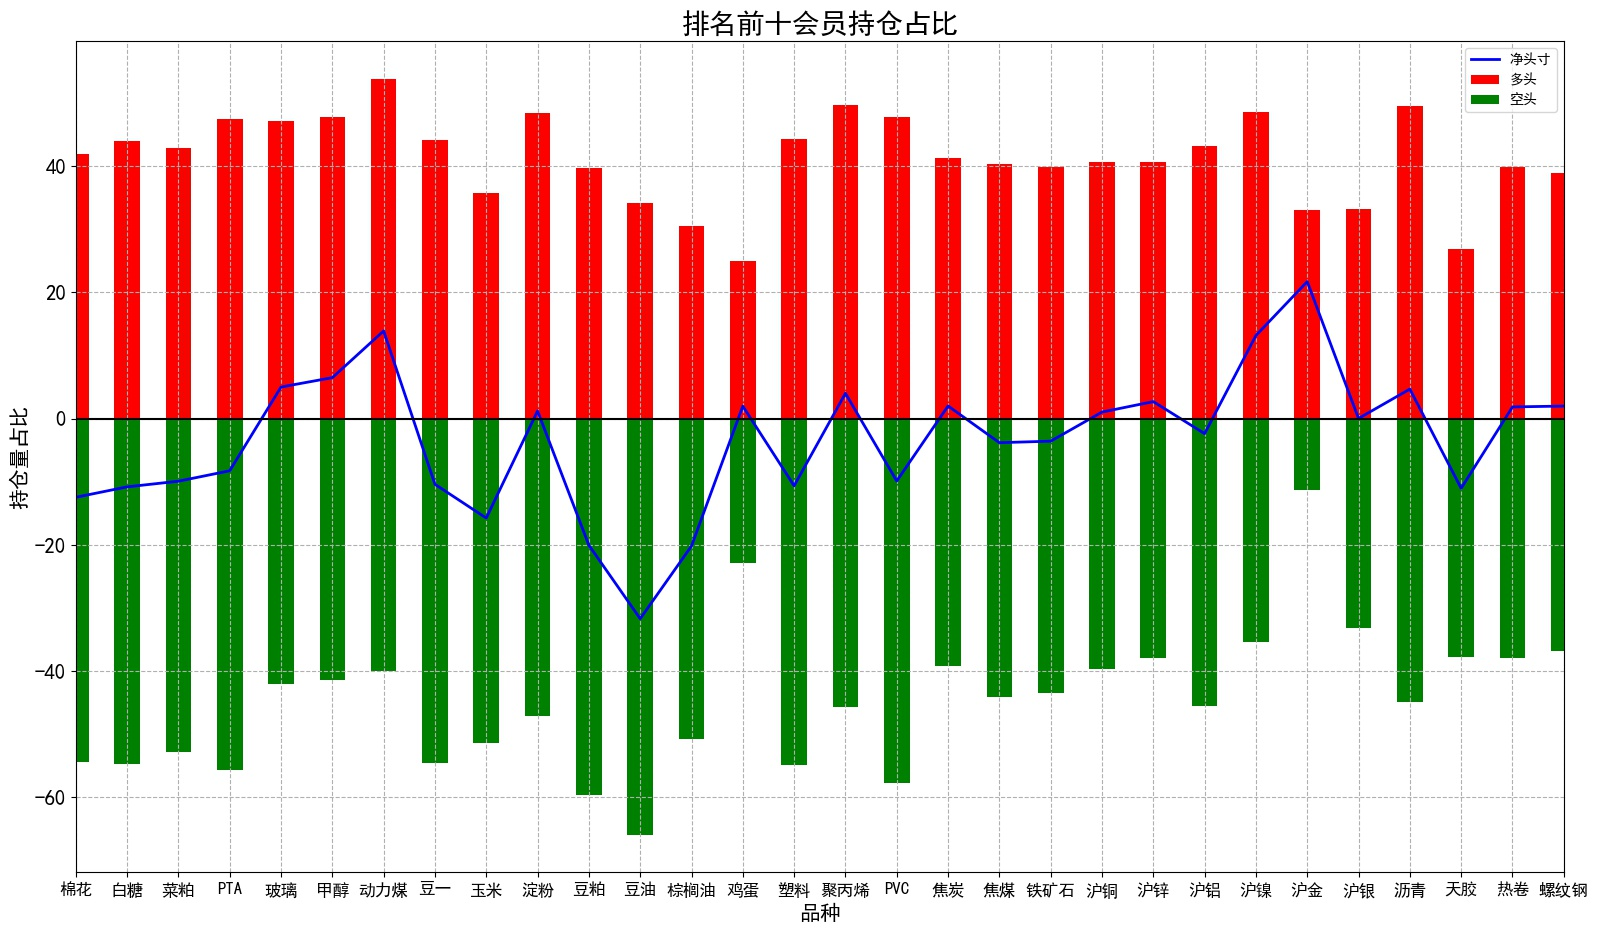 排名前十会员持仓占比
净头寸
多头
空头
持仓量占比
40
20
0
−20
−40
−60
棉花 白糖 菜粕 PTA 玻璃 甲醇 动力煤 豆一 玉米 淀粉 豆粕 豆油 棕榈油 鸡蛋 塑料 聚丙烯 PVC 焦炭 焦煤 铁矿石 沪铜 沪锌 沪铝 沪镍 沪金 沪银 沥青 天胶 热卷 螺纹钢
品种